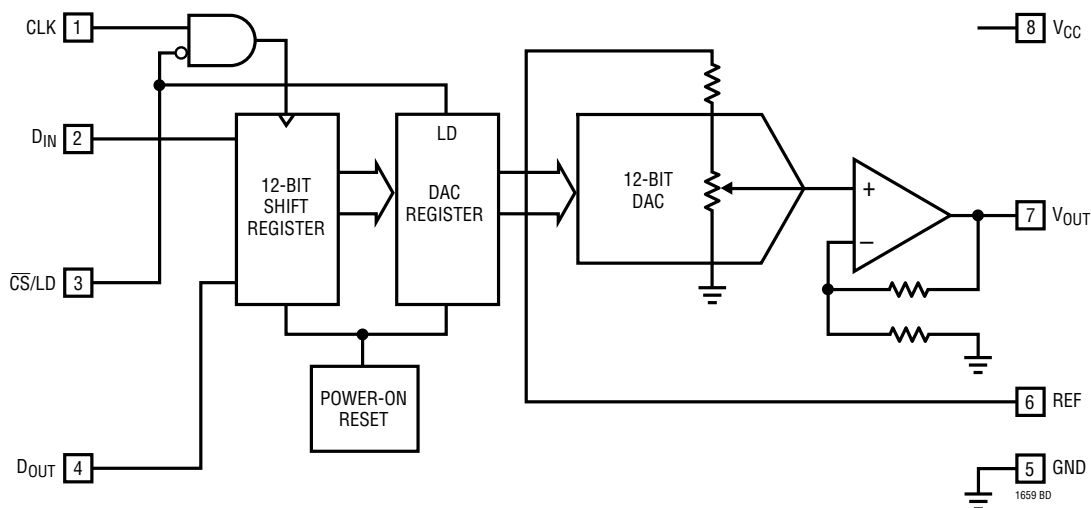 CLK 1
8 VCC
DIN 2
LD
12-BIT
SHIFT
REGISTER
DAC
REGISTER
12-BIT
DAC
+
−
7 VOUT
C̅S̅/LD 3
POWER-ON
RESET
6 REF
DOUT 4
5 GND
1659 BD